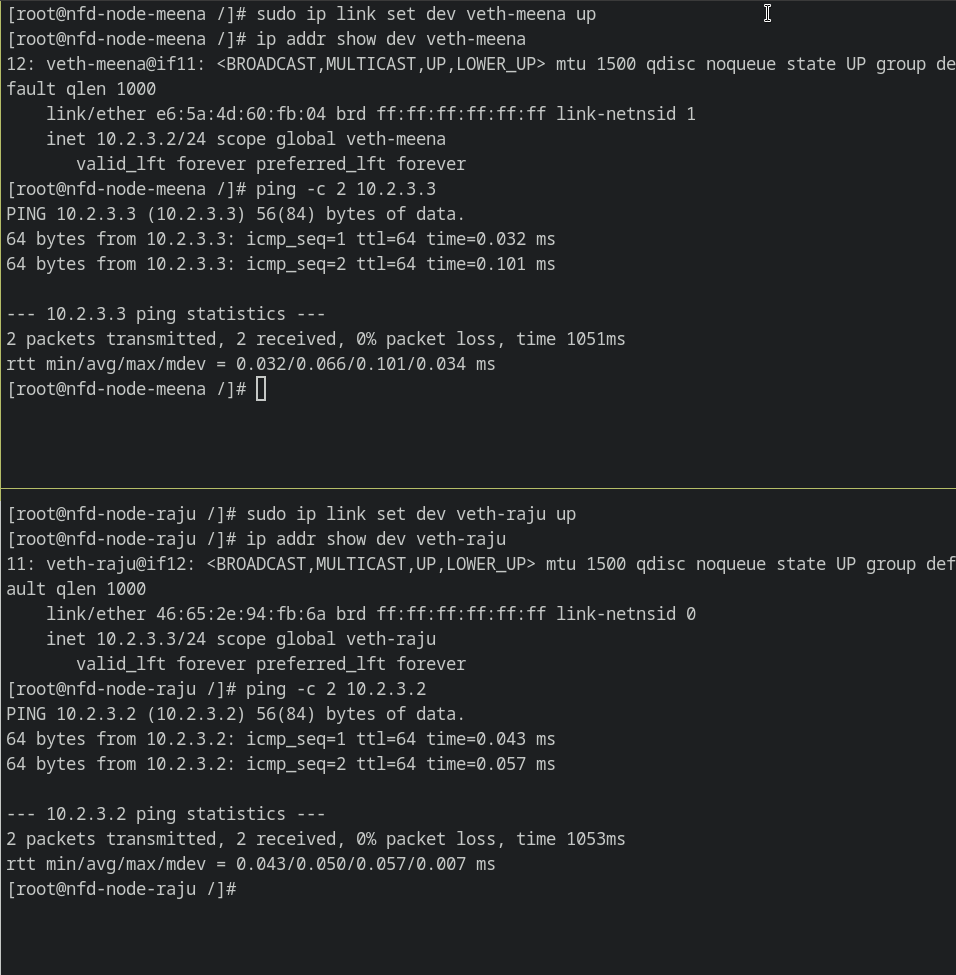 [root@nfd-node-meena /]# sudo ip link set dev veth-meena up
[root@nfd-node-meena /]# ip addr show dev veth-meena
12: veth-meena@if11: <BROADCAST,MULTICAST,UP,LOWER_UP> mtu 1500 qdisc noqueue state UP group de
fault qlen 1000
    link/ether e6:5a:4d:60:fb:04 brd ff:ff:ff:ff:ff:ff link-netnsid 1
    inet 10.2.3.2/24 scope global veth-meena
       valid_lft forever preferred_lft forever
[root@nfd-node-meena /]# ping -c 2 10.2.3.3
PING 10.2.3.3 (10.2.3.3) 56(84) bytes of data.
64 bytes from 10.2.3.3: icmp_seq=1 ttl=64 time=0.032 ms
64 bytes from 10.2.3.3: icmp_seq=2 ttl=64 time=0.101 ms

--- 10.2.3.3 ping statistics ---
2 packets transmitted, 2 received, 0% packet loss, time 1051ms
rtt min/avg/max/mdev = 0.032/0.066/0.101/0.034 ms
[root@nfd-node-meena /]#
[root@nfd-node-raju /]# sudo ip link set dev veth-raju up
[root@nfd-node-raju /]# ip addr show dev veth-raju
11: veth-raju@if12: <BROADCAST,MULTICAST,UP,LOWER_UP> mtu 1500 qdisc noqueue state UP group def
ault qlen 1000
    link/ether 46:65:2e:94:fb:6a brd ff:ff:ff:ff:ff:ff link-netnsid 0
    inet 10.2.3.3/24 scope global veth-raju
       valid_lft forever preferred_lft forever
[root@nfd-node-raju /]# ping -c 2 10.2.3.2
PING 10.2.3.2 (10.2.3.2) 56(84) bytes of data.
64 bytes from 10.2.3.2: icmp_seq=1 ttl=64 time=0.043 ms
64 bytes from 10.2.3.2: icmp_seq=2 ttl=64 time=0.057 ms

--- 10.2.3.2 ping statistics ---
2 packets transmitted, 2 received, 0% packet loss, time 1053ms
rtt min/avg/max/mdev = 0.043/0.050/0.057/0.007 ms
[root@nfd-node-raju /]#